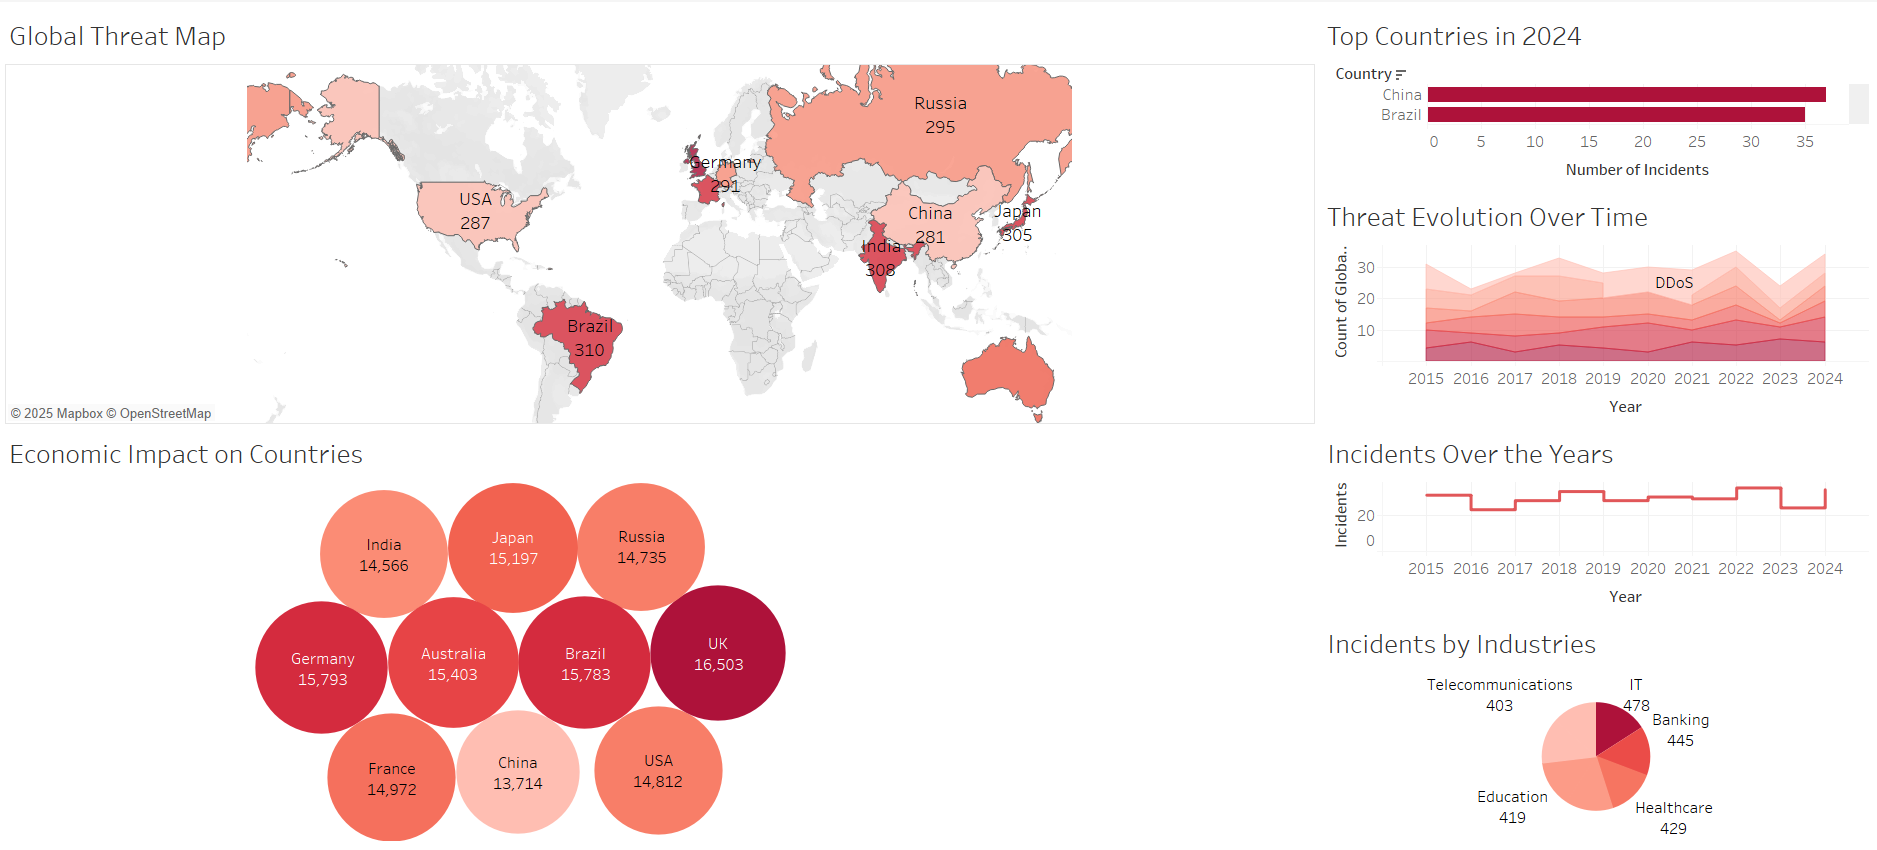 Global Threat Map
Russia
295
Germany
291
USA
287
China
281
Japan
305
India
308
Brazil
310
© 2025 Mapbox © OpenStreetMap
Economic Impact on Countries
India
14,566
Japan
15,197
Russia
14,735
Germany
15,793
Australia
15,403
Brazil
15,783
UK
16,503
France
14,972
China
13,714
USA
14,812
Top Countries in 2024
Country
China
Brazil
0 5 10 15 20 25 30 35
Number of Incidents
Threat Evolution Over Time
Count of Globa..
30
20
10
DDoS
2015 2016 2017 2018 2019 2020 2021 2022 2023 2024
Year
Incidents Over the Years
Incidents
20
0
2015 2016 2017 2018 2019 2020 2021 2022 2023 2024
Year
Incidents by Industries
Telecommunications
403
IT
478
Banking
445
Education
419
Healthcare
429